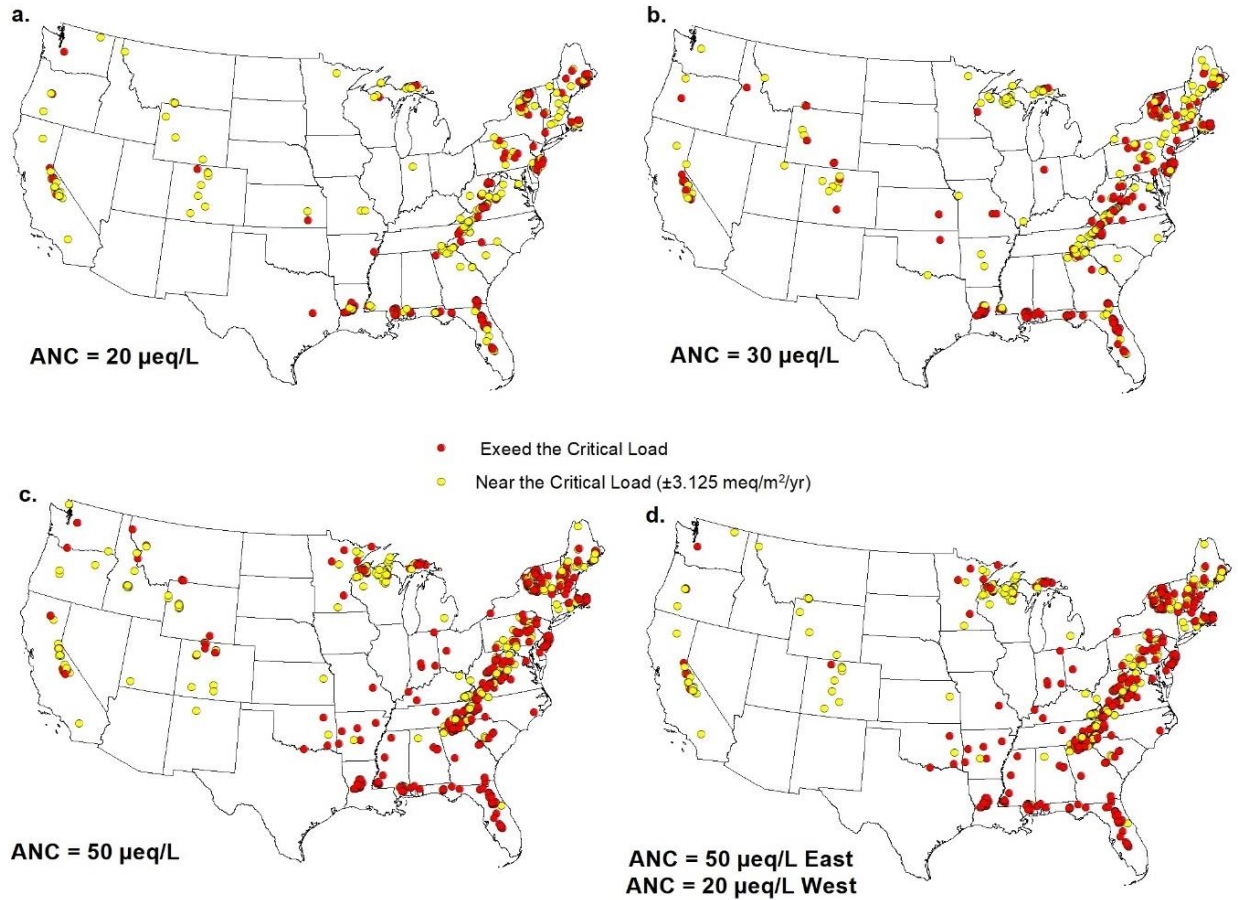 a.
b.
ANC = 20 µeq/L
ANC = 30 µeq/L
Exeed the Critical Load
Near the Critical Load (±3.125 meq/m²/yr)
c.
d.
ANC = 50 µeq/L
ANC = 50 µeq/L East
ANC = 20 µeq/L West